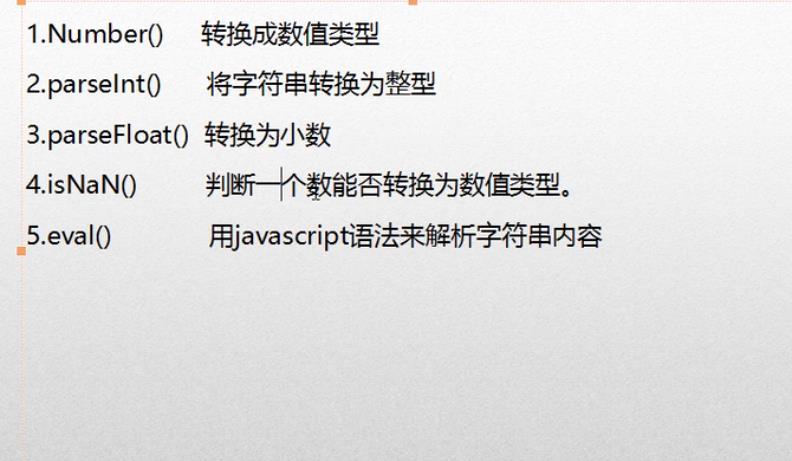 1.Number() 转换成数值类型
2.parseInt() 将字符串转换为整型
3.parseFloat() 转换为小数
4.isNaN() 判断一个数能否转换为数值类型。
5.eval() 用javascript语法来解析字符串内容